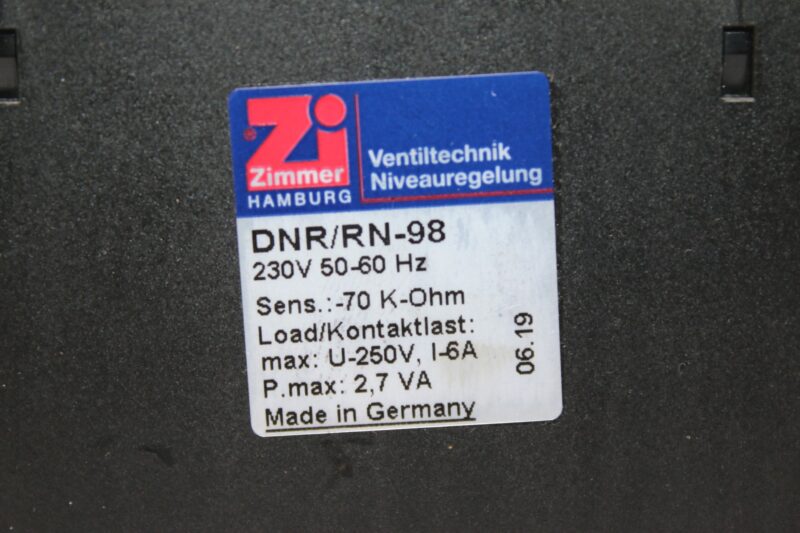 Zi
®
Zimmer
HAMBURG
Ventiltechnik
Niveauregelung
DNR/RN-98
230V 50-60 Hz
Sens.:-70 K-Ohm
Load/Kontaktlast:
max: U-250V, I-6A
P.max: 2,7 VA
Made in Germany
06.19